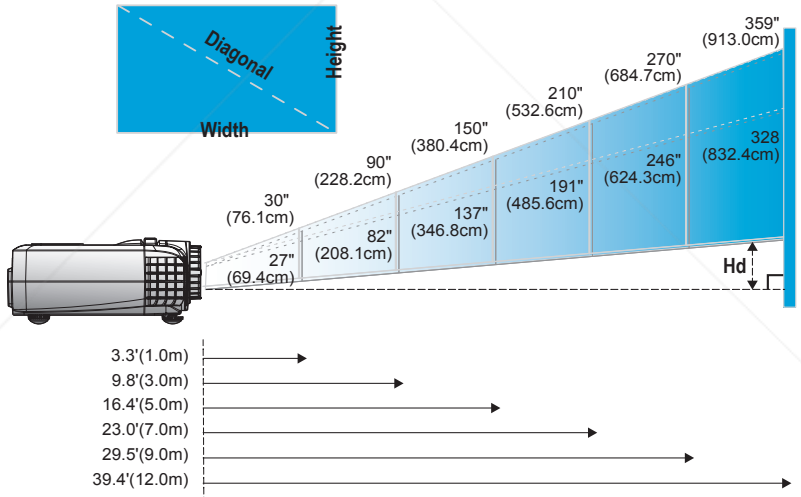 Diagonal
Height
Width
359"
(913.0cm)
270"
(684.7cm)
210"
(532.6cm)
150"
(380.4cm)
90"
(228.2cm)
30"
(76.1cm)
328
(832.4cm)
246"
(624.3cm)
191"
(485.6cm)
137"
(346.8cm)
82"
(208.1cm)
27"
(69.4cm)
Hd
3.3'(1.0m)
9.8'(3.0m)
16.4'(5.0m)
23.0'(7.0m)
29.5'(9.0m)
39.4'(12.0m)